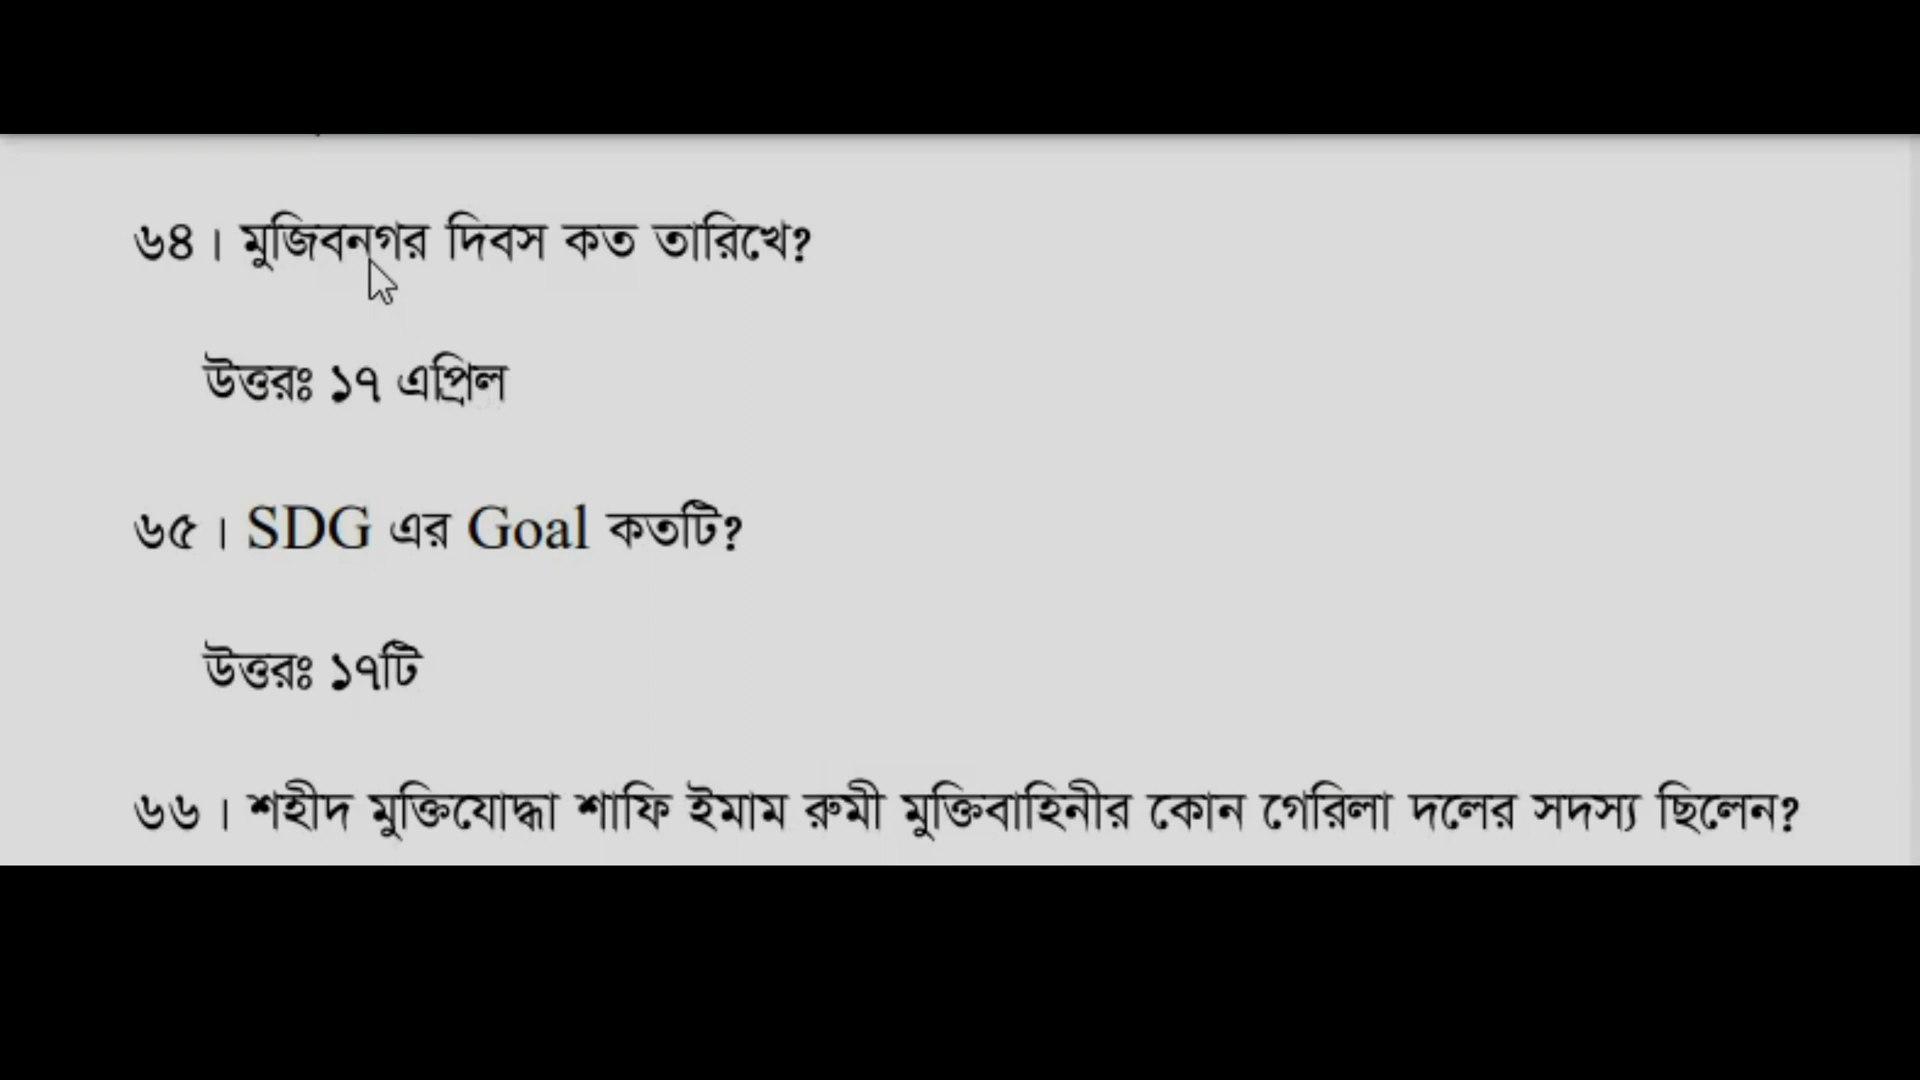 ৬৪। মুজিবনগর দিবস কত তারিখে?
উত্তরঃ ১৭ এপ্রিল
৬৫। SDG এর Goal কতটি?
উত্তরঃ ১৭টি
৬৬। শহীদ মুক্তিযোদ্ধা শাফি ইমাম রুমী মুক্তিবাহিনীর কোন গেরিলা দলের সদস্য ছিলেন?